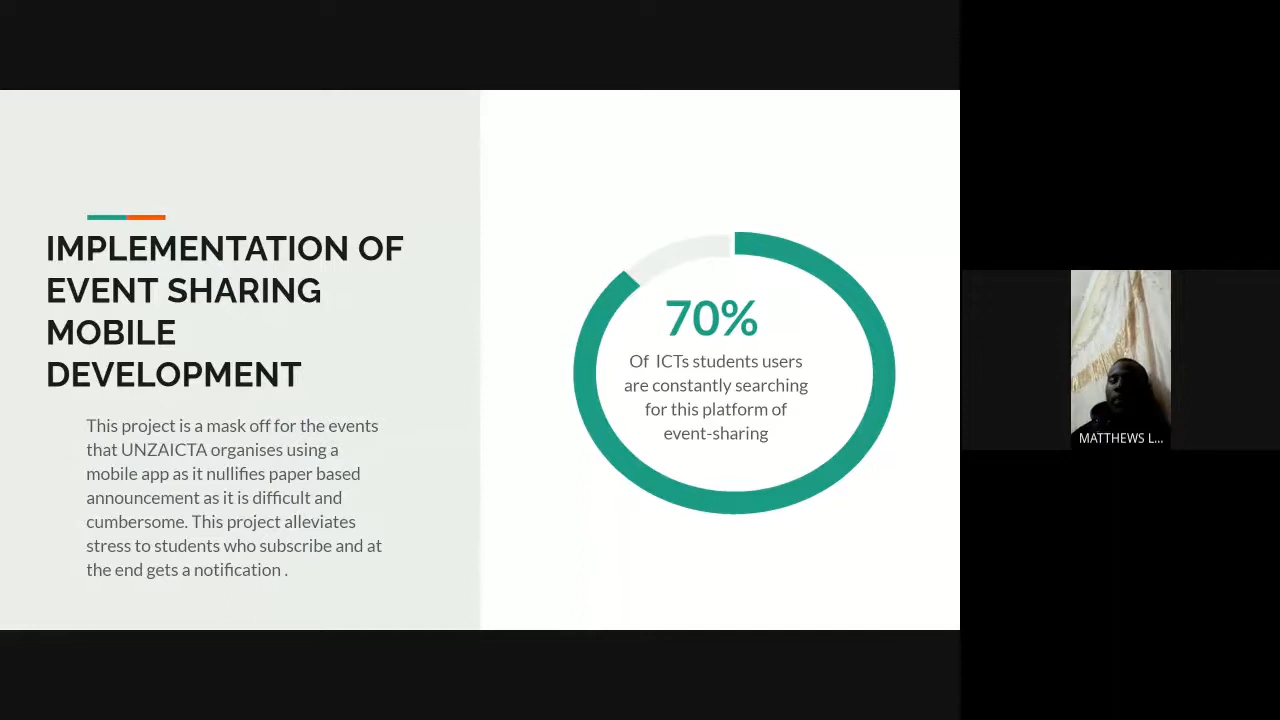 IMPLEMENTATION OF
EVENT SHARING
MOBILE
DEVELOPMENT
This project is a mask off for the events
that UNZAICTA organises using a
mobile app as it nullifies paper based
announcement as it is difficult and
cumbersome. This project alleviates
stress to students who subscribe and at
the end gets a notification .
70%
Of ICTs students users
are constantly searching
for this platform of
event-sharing
MATTHEWS L...